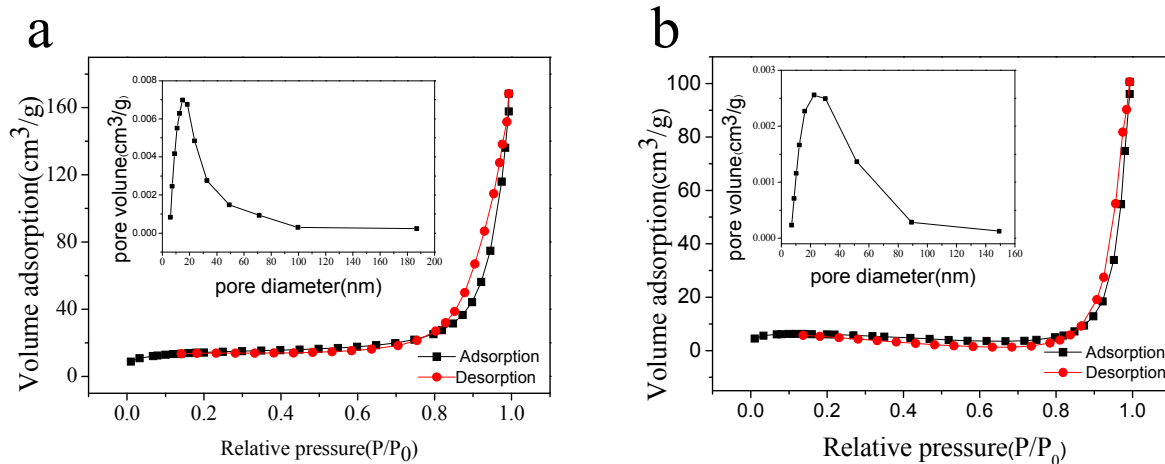 a
Volume adsorption(cm3/g)
160
120
80
40
0
0.0 0.2 0.4 0.6 0.8 1.0
Relative pressure(P/P0)
Adsorption
Desorption
pore volume(cm3/g)
0.008
0.006
0.004
0.002
0.000
0 20 40 60 80 100 120 140 160 180 200
pore diameter(nm)
b
Volume adsorption(cm3/g)
100
80
60
40
20
0
0.0 0.2 0.4 0.6 0.8 1.0
Relative pressure(P/P0)
Adsorption
Desorption
pore volume(cm3/g)
0.003
0.002
0.001
0.000
0 20 40 60 80 100 120 140 160
pore diameter(nm)